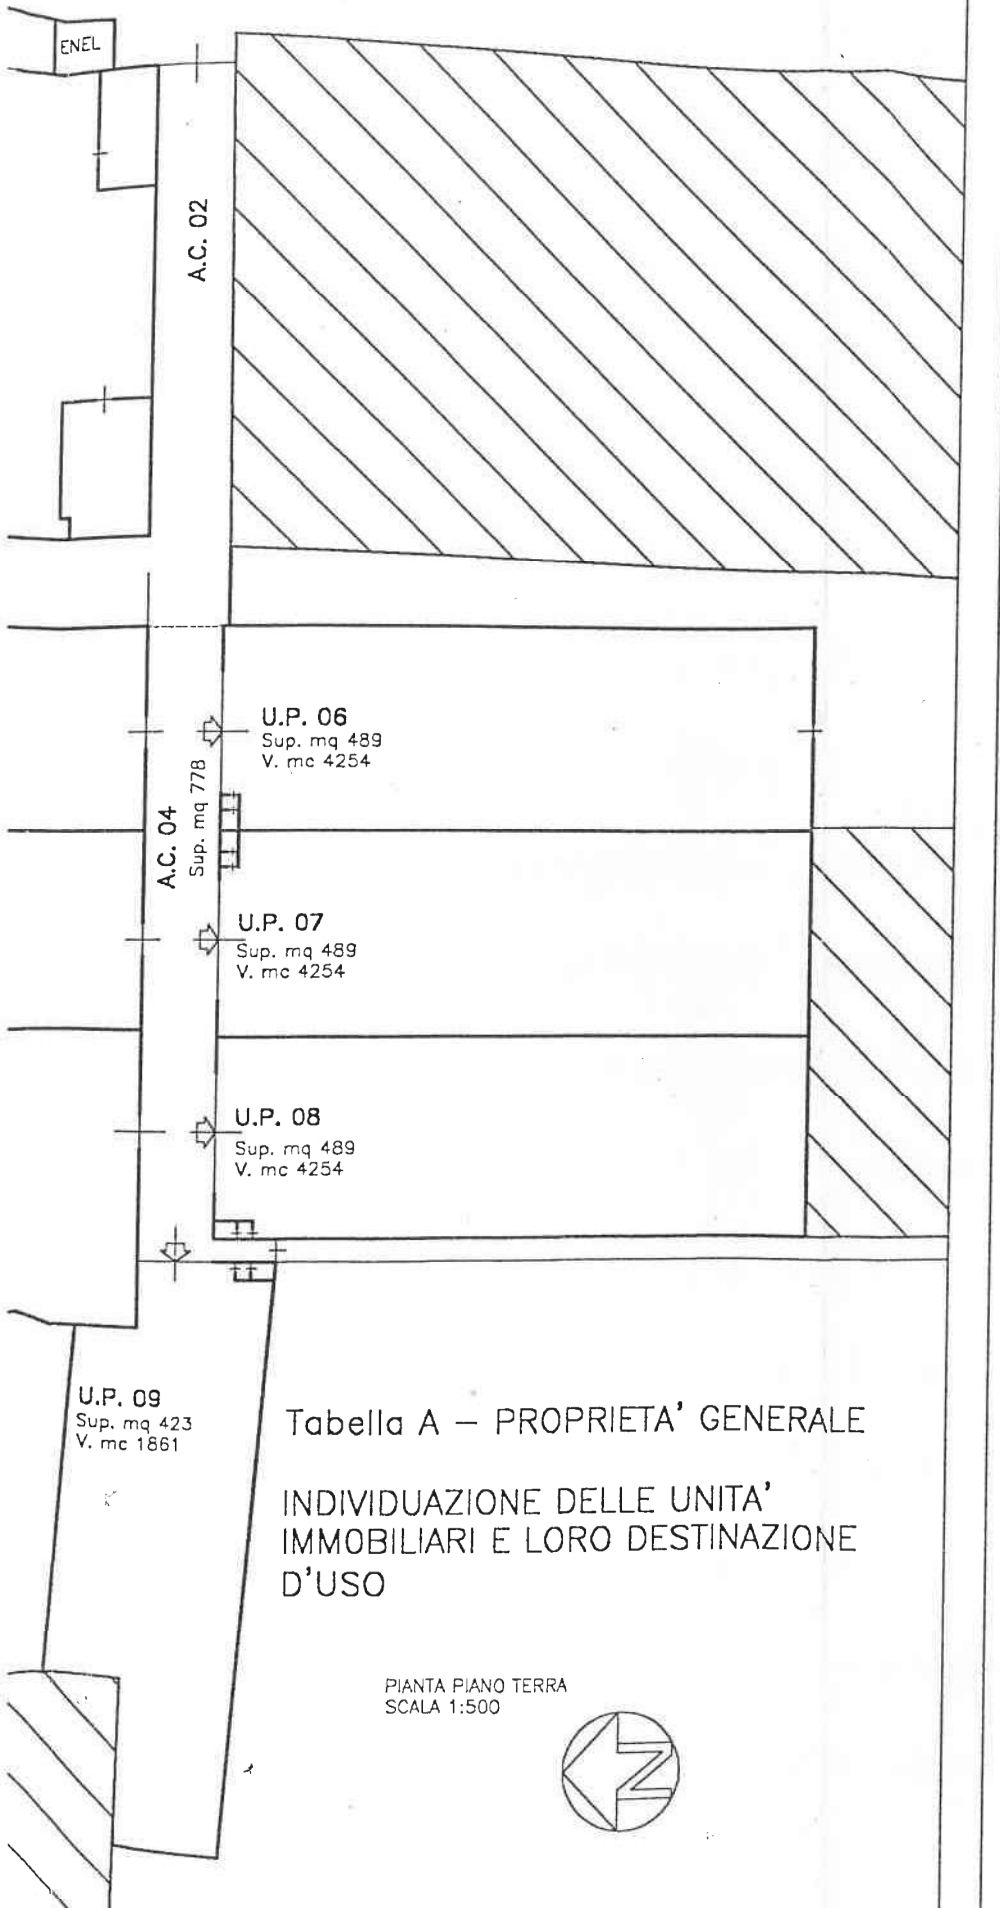 ENEL
A.C. 02
U.P. 06
Sup. mq 489
V. mc 4254
A.C. 04
Sup. mq 778
U.P. 07
Sup. mq 489
V. mc 4254
U.P. 08
Sup. mq 489
V. mc 4254
U.P. 09
Sup. mq 423
V. mc 1861
Tabella A – PROPRIETA' GENERALE
INDIVIDUAZIONE DELLE UNITA'
IMMOBILIARI E LORO DESTINAZIONE
D'USO
PIANTA PIANO TERRA
SCALA 1:500
N